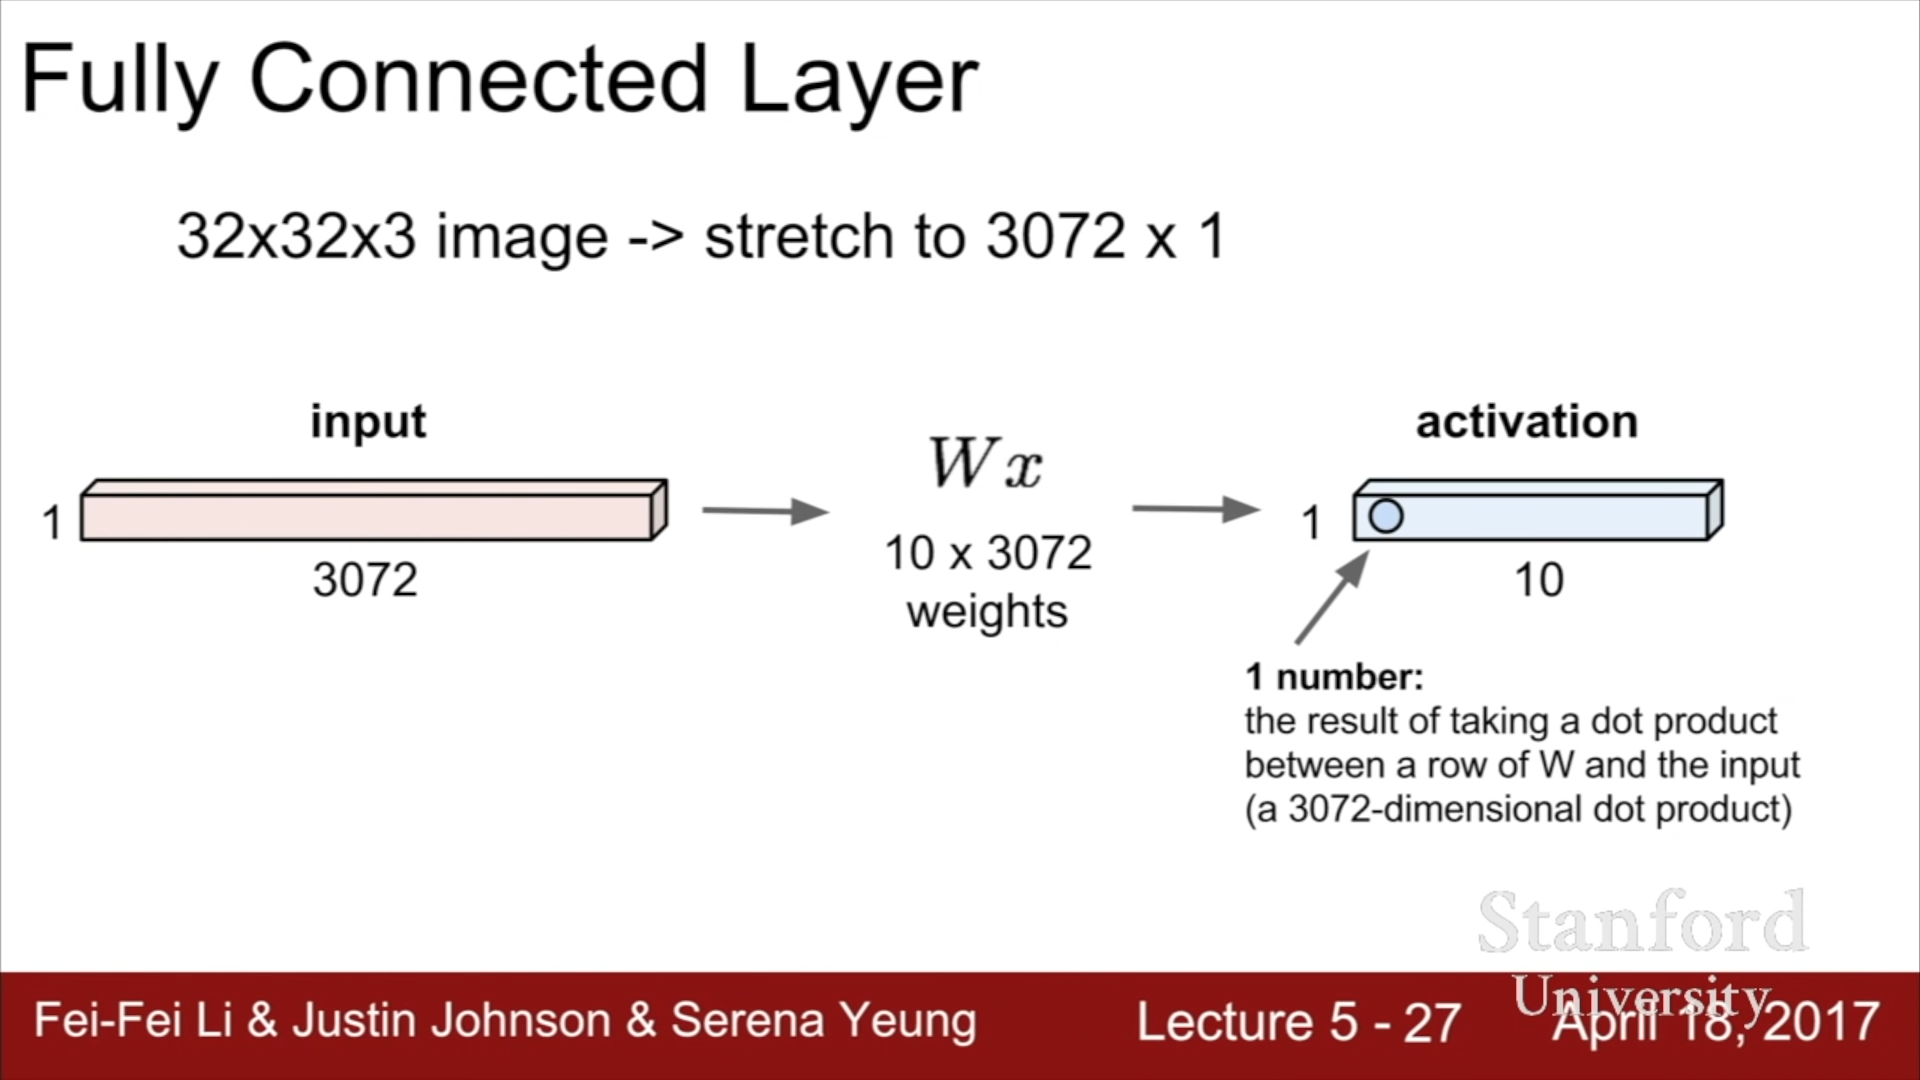 Fully Connected Layer
32x32x3 image -> stretch to 3072 x 1
input
1
3072
Wx
10 x 3072
weights
activation
1
10
1 number:
the result of taking a dot product
between a row of W and the input
(a 3072-dimensional dot product)
Stanford
University
Fei-Fei Li & Justin Johnson & Serena Yeung
Lecture 5 - 27
April 18, 2017